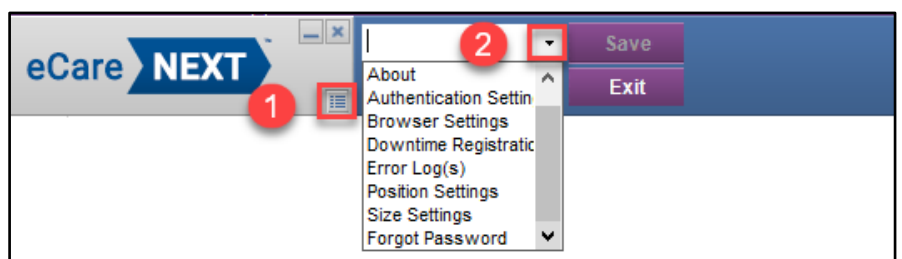 eCare NEXT
1
2
Save
Exit
About
Authentication Settin
Browser Settings
Downtime Registratic
Error Log(s)
Position Settings
Size Settings
Forgot Password